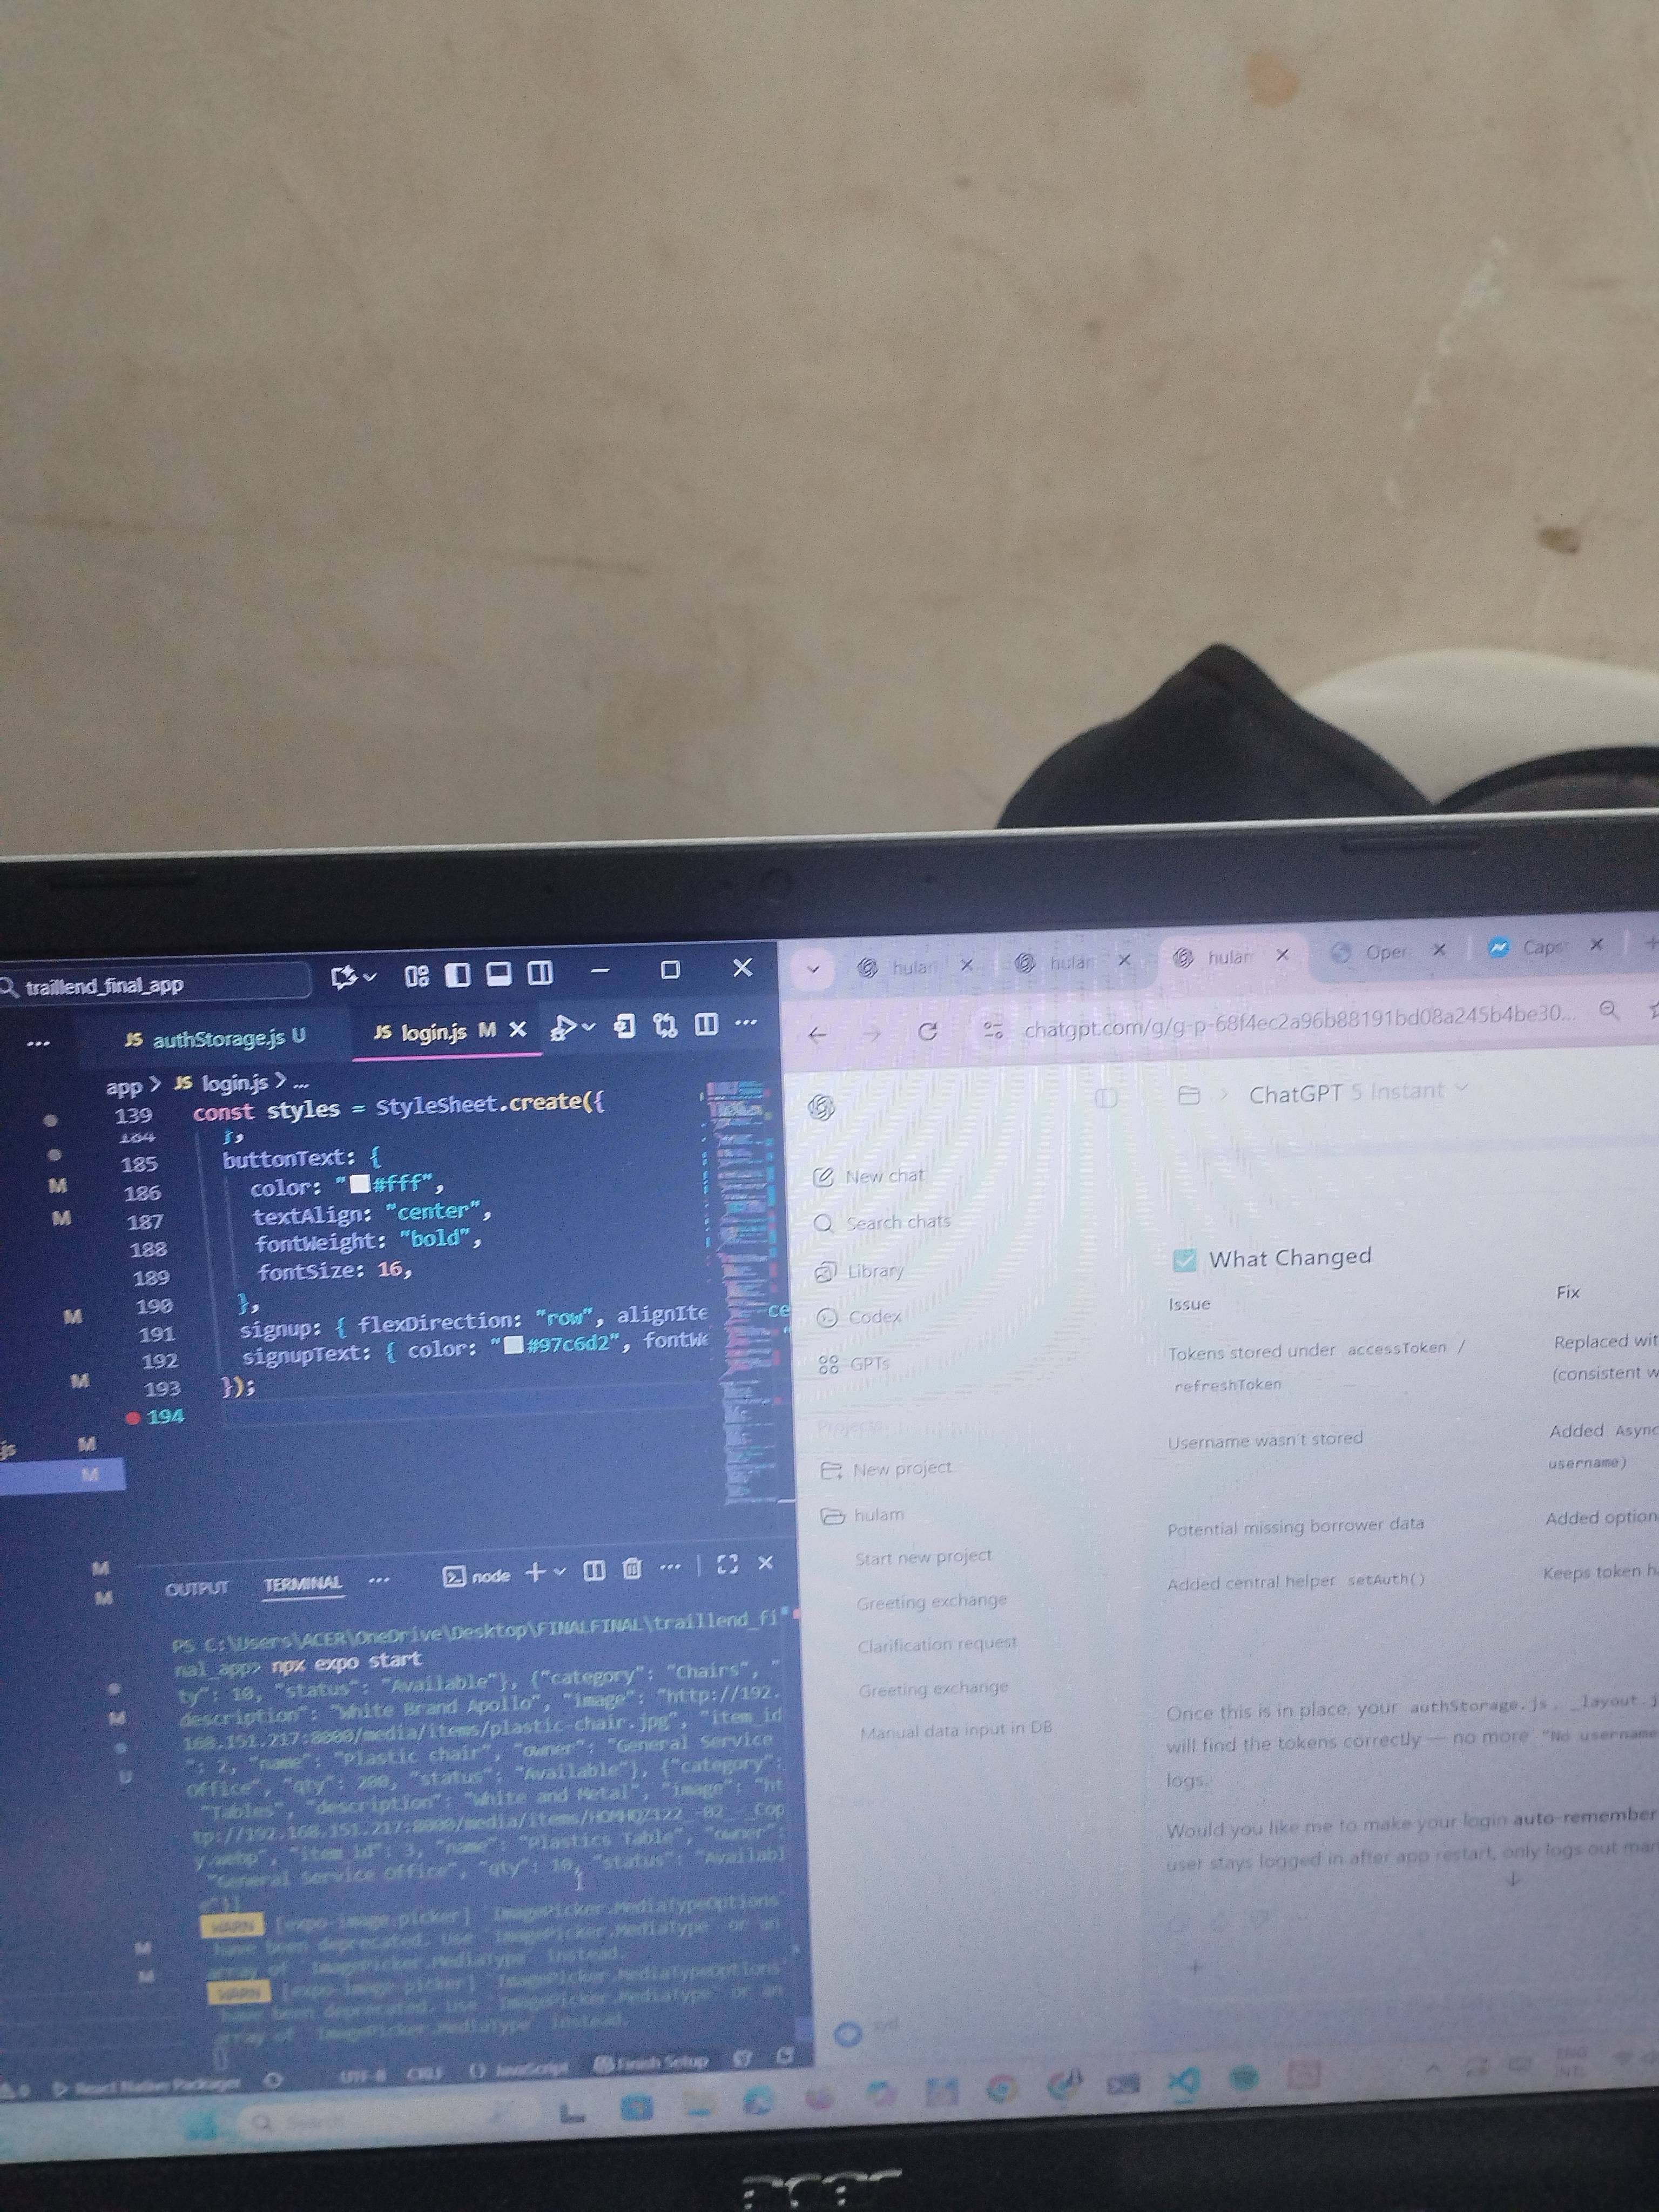 traillend_final_app
JS authStorage.js U
JS login.js M
app > JS login.js > ...
139 const styles = StyleSheet.create({
184 },
185 buttonText: {
186 color: "#fff",
187 textAlign: "center",
188 fontWeight: "bold",
189 fontSize: 16,
190 },
191 signup: { flexDirection: "row", alignIte
192 signupText: { color: "#97c6d2", fontWe
193 });
194
OUTPUT TERMINAL ... node
PS C:\Users\ACER\OneDrive\Desktop\FINALFINAL\traillend_fi
nal_app> npx expo start
ty": 10, "status": "Available"}, {"category": "Chairs", "
description": "White Brand Apollo", "image": "http://192.
168.151.217:8000/media/items/plastic-chair.jpg", "item_id
": 2, "name": "Plastic chair", "owner": "General Service
Office", "qty": 200, "status": "Available"}, {"category":
"Tables", "description": "White and Metal", "image": "ht
tp://192.168.151.217:8000/media/items/
y.webp", "item_id": 3, "name": "Plastics Table", "owner":
"General Service Office", "qty": 10, "status": "Availabl
e"}]
WARN [expo-image-picker] `ImagePicker.MediaTypeOptions`
have been deprecated. Use `ImagePicker.MediaType` or an
array of `ImagePicker.MediaType` instead.
WARN [expo-image-picker] `ImagePicker.MediaTypeOptions`
have been deprecated. Use `ImagePicker.MediaType` or an
array of `ImagePicker.MediaType` instead.
React Native Packager UTF-8 CRLF {} JavaScript Finish Setup
Search
hulam
hulam
hulam
Oper
Caps
chatgpt.com/g/g-p-68f4ec2a96b88191bd08a245b4be30...
ChatGPT 5 Instant
New chat
Search chats
Library
Codex
GPTs
Projects
New project
hulam
Start new project
Greeting exchange
Clarification request
Greeting exchange
Manual data input in DB
What Changed
Issue Fix
Tokens stored under accessToken / Replaced wit
refreshToken (consistent w
Username wasn't stored Added Async
username)
Potential missing borrower data Added option
Added central helper setAuth() Keeps token h
Once this is in place, your authStorage.js, _layout.j
will find the tokens correctly — no more "No username
logs.
Would you like me to make your login auto-remember
user stays logged in after app restart, only logs out man
ENG
acer